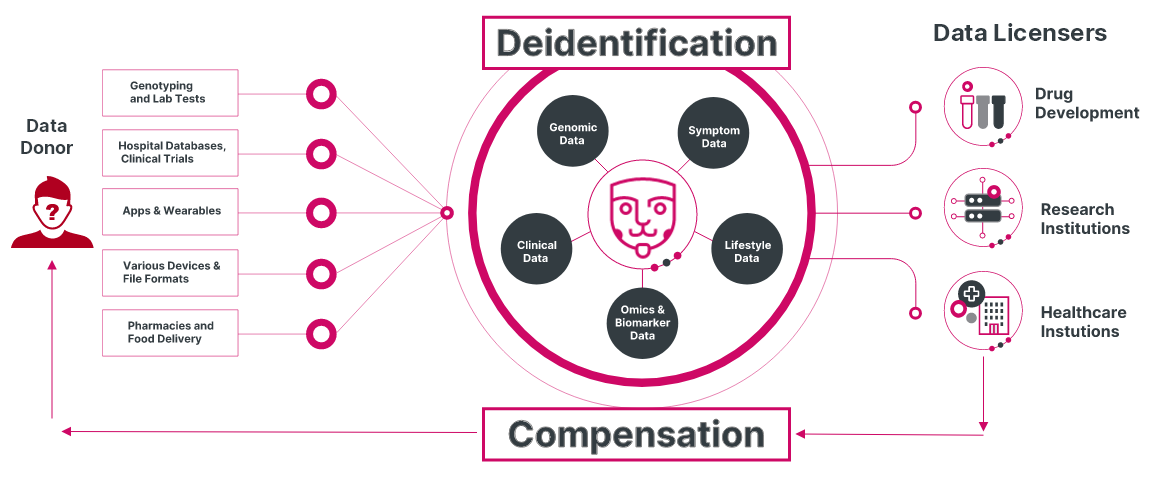 Deidentification
Data Licensers
Data
Donor
?
Genotyping
and Lab Tests
Hospital Databases,
Clinical Trials
Apps & Wearables
Various Devices &
File Formats
Pharmacies and
Food Delivery
Genomic
Data
Symptom
Data
Clinical
Data
Lifestyle
Data
Omics &
Biomarker
Data
Drug
Development
Research
Institutions
Healthcare
Instutions
Compensation